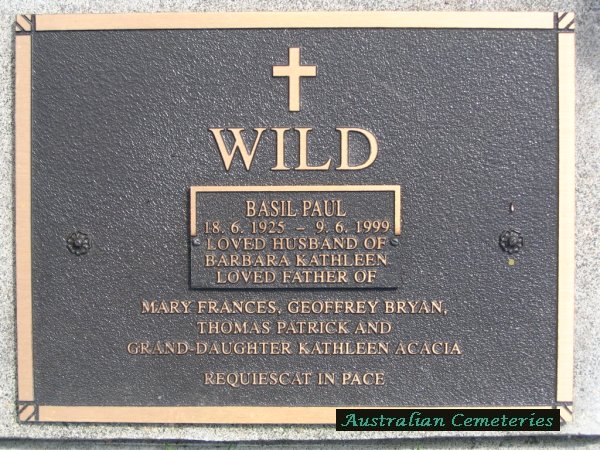 WILD
BASIL PAUL
18. 6. 1925 – 9. 6. 1999
LOVED HUSBAND OF
BARBARA KATHLEEN
LOVED FATHER OF
MARY FRANCES, GEOFFREY BRYAN,
THOMAS PATRICK AND
GRAND-DAUGHTER KATHLEEN ACACIA
REQUIESCAT IN PACE
Australian Cemeteries